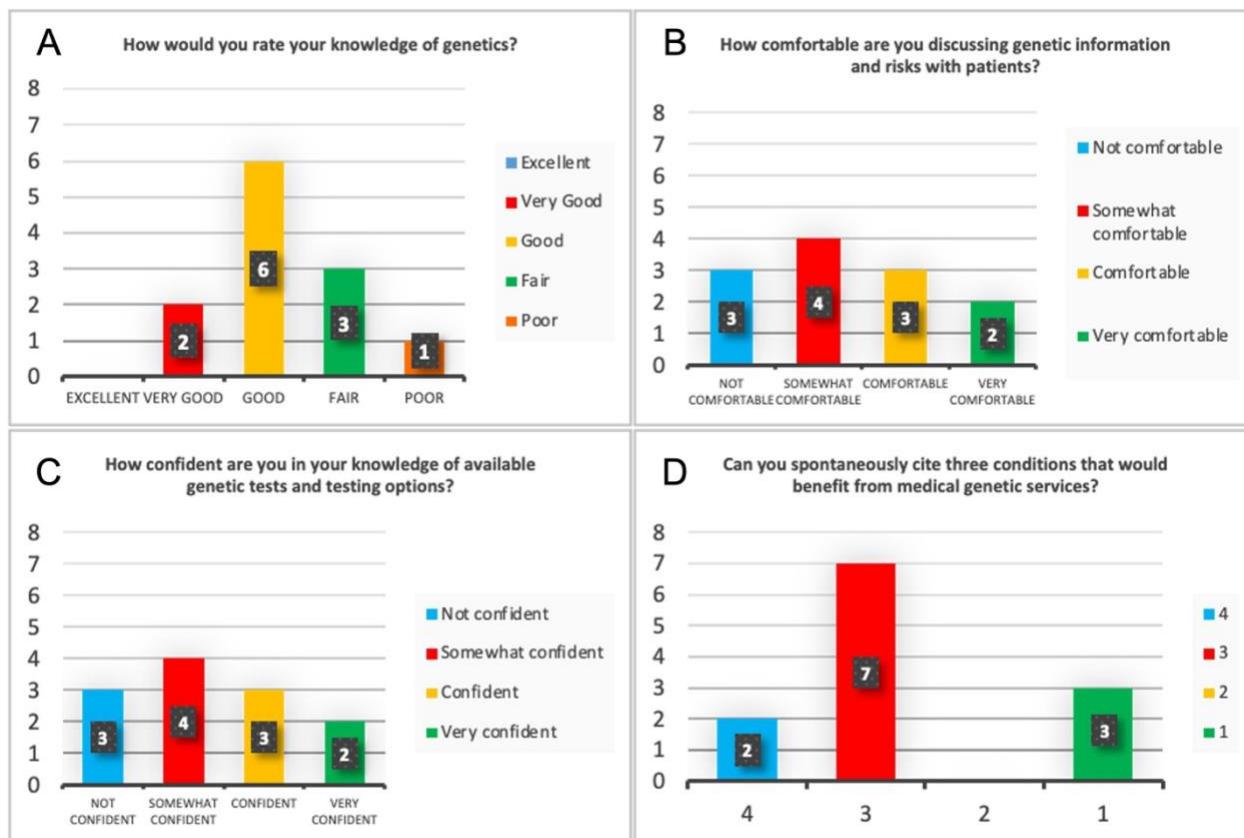 A
How would you rate your knowledge of genetics?
8
7
6
5
4
3
2
1
0
2
6
3
1
EXCELLENT VERY GOOD GOOD FAIR POOR
Excellent
Very Good
Good
Fair
Poor
B
How comfortable are you discussing genetic information
and risks with patients?
8
7
6
5
4
3
2
1
0
3
4
3
2
NOT
COMFORTABLE
SOMEWHAT
COMFORTABLE
COMFORTABLE
VERY
COMFORTABLE
Not comfortable
Somewhat
comfortable
Comfortable
Very comfortable
C
How confident are you in your knowledge of available
genetic tests and testing options?
8
7
6
5
4
3
2
1
0
3
4
3
2
NOT
CONFIDENT
SOMEWHAT
CONFIDENT
CONFIDENT
VERY
CONFIDENT
Not confident
Somewhat confident
Confident
Very confident
D
Can you spontaneously cite three conditions that would
benefit from medical genetic services?
8
7
6
5
4
3
2
1
0
2
7
3
4 3 2 1
4
3
2
1